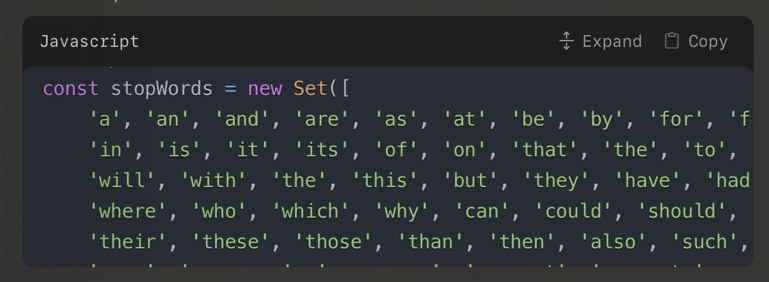 Javascript Expand Copy
const stopWords = new Set([
'a', 'an', 'and', 'are', 'as', 'at', 'be', 'by', 'for', 'f
'in', 'is', 'it', 'its', 'of', 'on', 'that', 'the', 'to',
'will', 'with', 'the', 'this', 'but', 'they', 'have', 'had
'where', 'who', 'which', 'why', 'can', 'could', 'should',
'their', 'these', 'those', 'than', 'then', 'also', 'such',